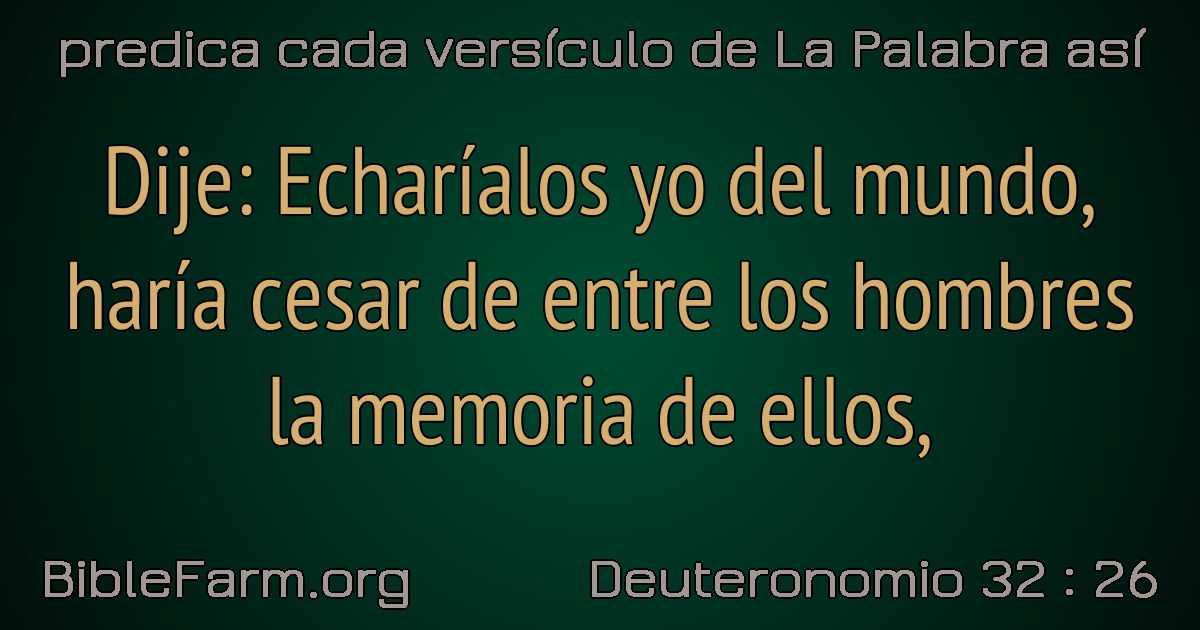 predica cada versículo de La Palabra así
Dije: Echaríalos yo del mundo,
haría cesar de entre los hombres
la memoria de ellos,
BibleFarm.org
Deuteronomio 32 : 26